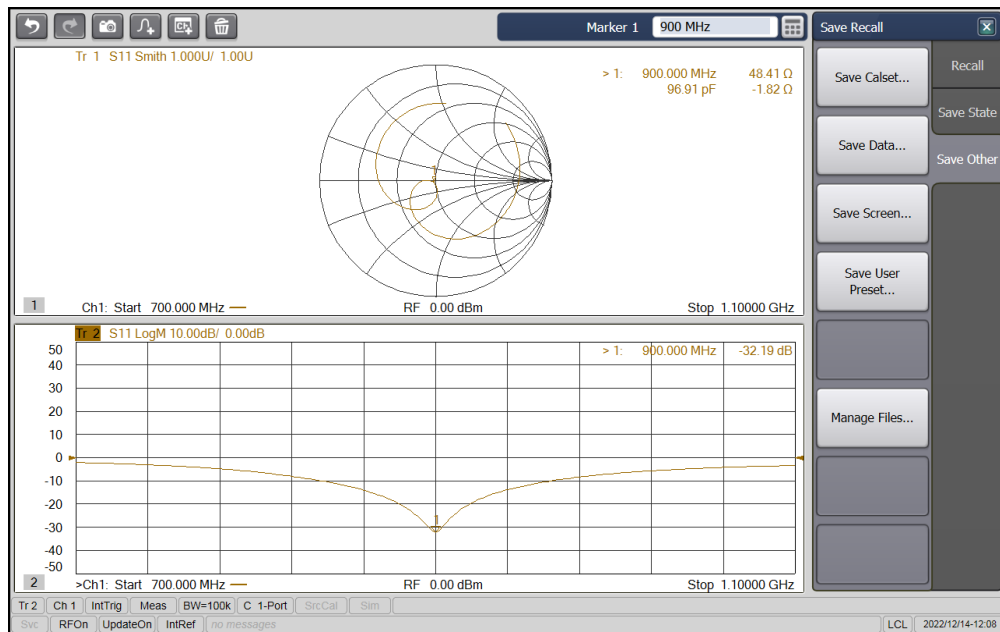 Marker 1 900 MHz
Save Recall X
Tr 1 S11 Smith 1.000U/ 1.00U
> 1: 900.000 MHz 48.41 Ω
96.91 pF -1.82 Ω
1
1
Ch1: Start 700.000 MHz
RF 0.00 dBm
Stop 1.10000 GHz
Tr 2 S11 LogM 10.00dB/ 0.00dB
> 1: 900.000 MHz -32.19 dB
50
40
30
20
10
0
-10
-20
-30
-40
-50
1
2
>Ch1: Start 700.000 MHz
RF 0.00 dBm
Stop 1.10000 GHz
Save Calset...
Save Data...
Save Screen...
Save User
Preset...
Manage Files...
Recall
Save State
Save Other
Tr 2 Ch 1 IntTrig Meas BW=100k C 1-Port SrcCal Sim
Svc RFOn UpdateOn IntRef no messages LCL 2022/12/14-12:08